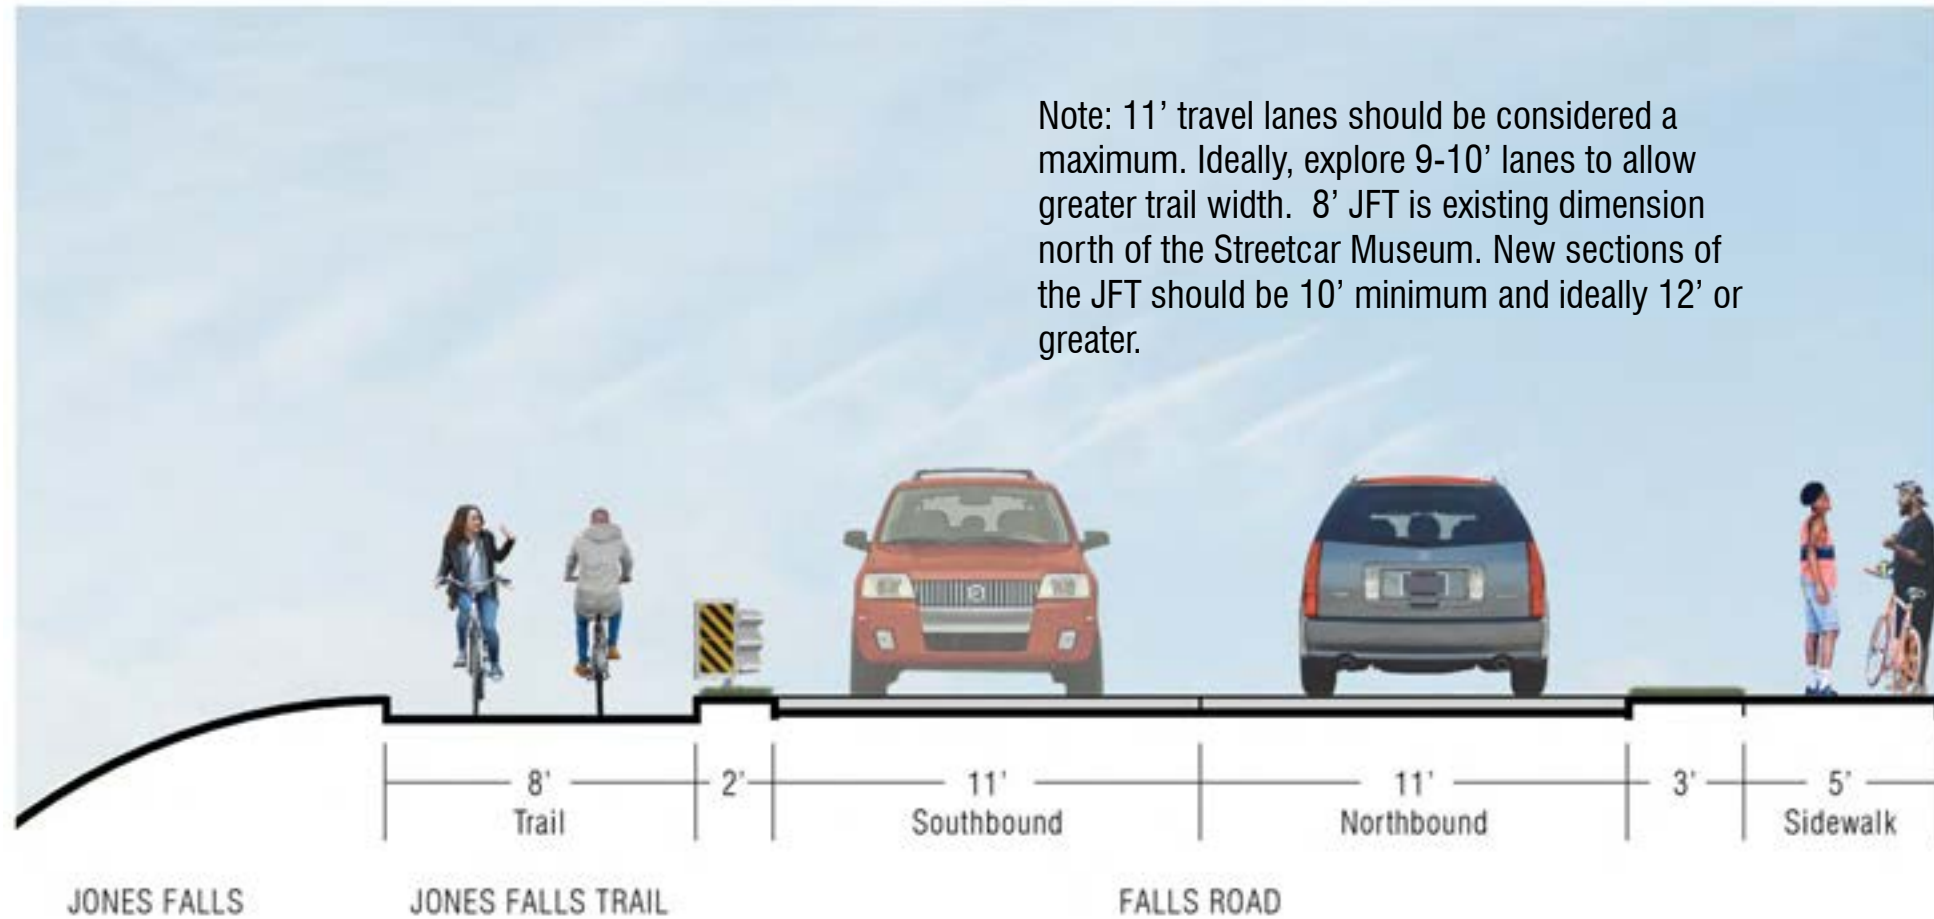 Note: 11’ travel lanes should be considered a
maximum. Ideally, explore 9-10’ lanes to allow
greater trail width.  8’ JFT is existing dimension
north of the Streetcar Museum. New sections of
the JFT should be 10’ minimum and ideally 12’ or
greater.
8' 2' 11' 11' 3' 5'
Trail Southbound Northbound Sidewalk
JONES FALLS JONES FALLS TRAIL FALLS ROAD